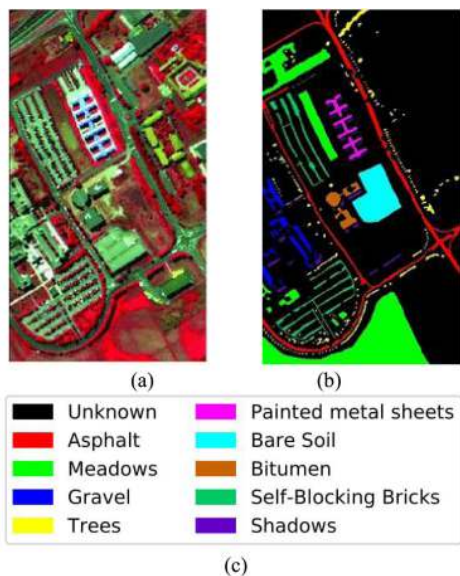 (a) (b)
Unknown Painted metal sheets
Asphalt Bare Soil
Meadows Bitumen
Gravel Self-Blocking Bricks
Trees Shadows
(c)